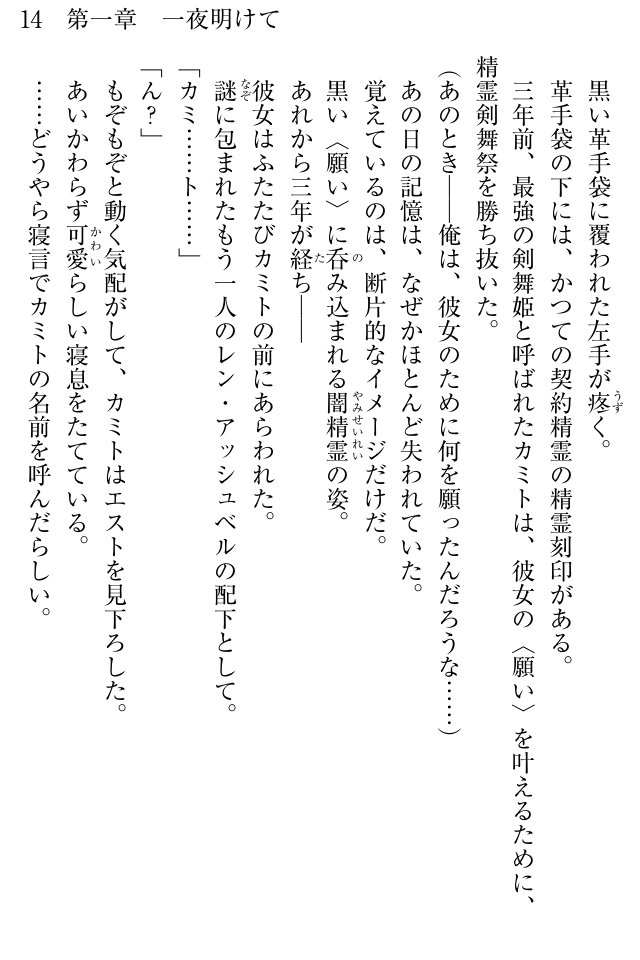 14　第一章　一夜明けて
　黒い革手袋に覆われた左手が疼く。
　革手袋の下には、かつての契約精霊の精霊刻印がある。
　三年前、最強の剣舞姫と呼ばれたカミトは、彼女の〈願い〉を叶えるために、
精霊剣舞祭を勝ち抜いた。
（あのとき――俺は、彼女のために何を願ったんだろうな……）
　あの日の記憶は、なぜかほとんど失われていた。
　覚えているのは、断片的なイメージだけだ。
　黒い〈願い〉に呑み込まれる闇精霊の姿。
　あれから三年が経ち――
　彼女はふたたびカミトの前にあらわれた。
　謎に包まれたもう一人のレン・アッシュベルの配下として。
「カミ……ト……」
「ん？」
　もぞもぞと動く気配がして、カミトはエストを見下ろした。
　あいかわらず可愛らしい寝息をたてている。
　……どうやら寝言でカミトの名前を呼んだらしい。